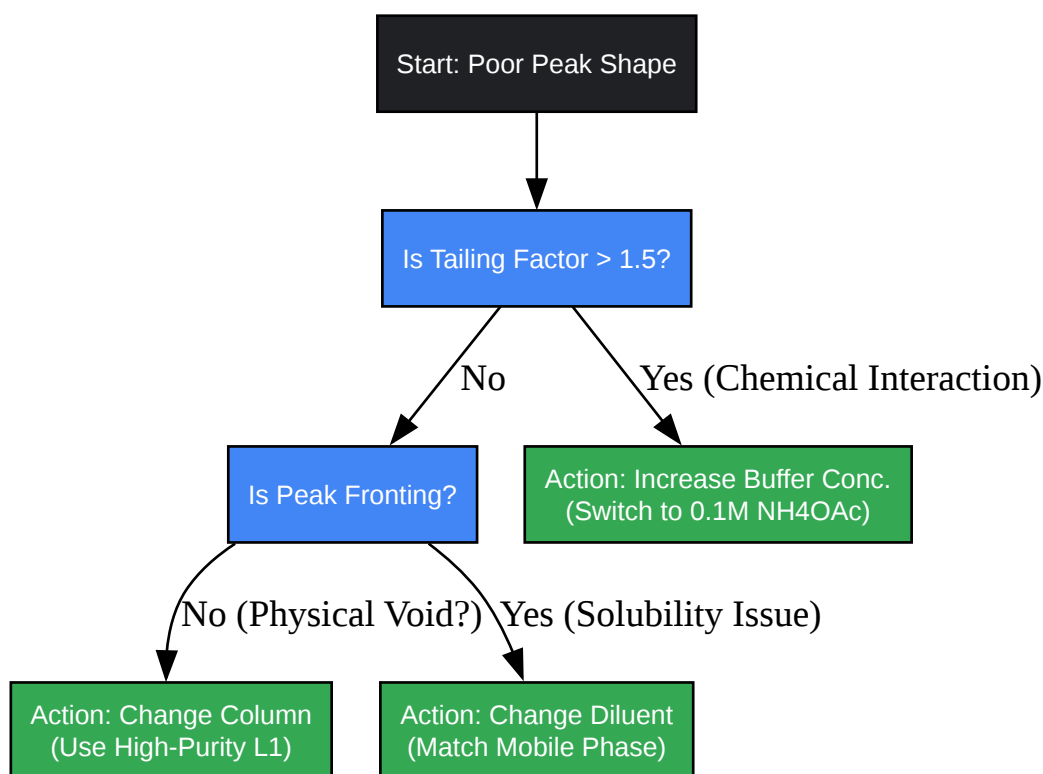 Start: Poor Peak Shape
Is Tailing Factor > 1.5?
No
Yes (Chemical Interaction)
Is Peak Fronting?
Action: Increase Buffer Conc.
(Switch to 0.1M NH4OAc)
No (Physical Void?)
Yes (Solubility Issue)
Action: Change Column
(Use High-Purity L1)
Action: Change Diluent
(Match Mobile Phase)